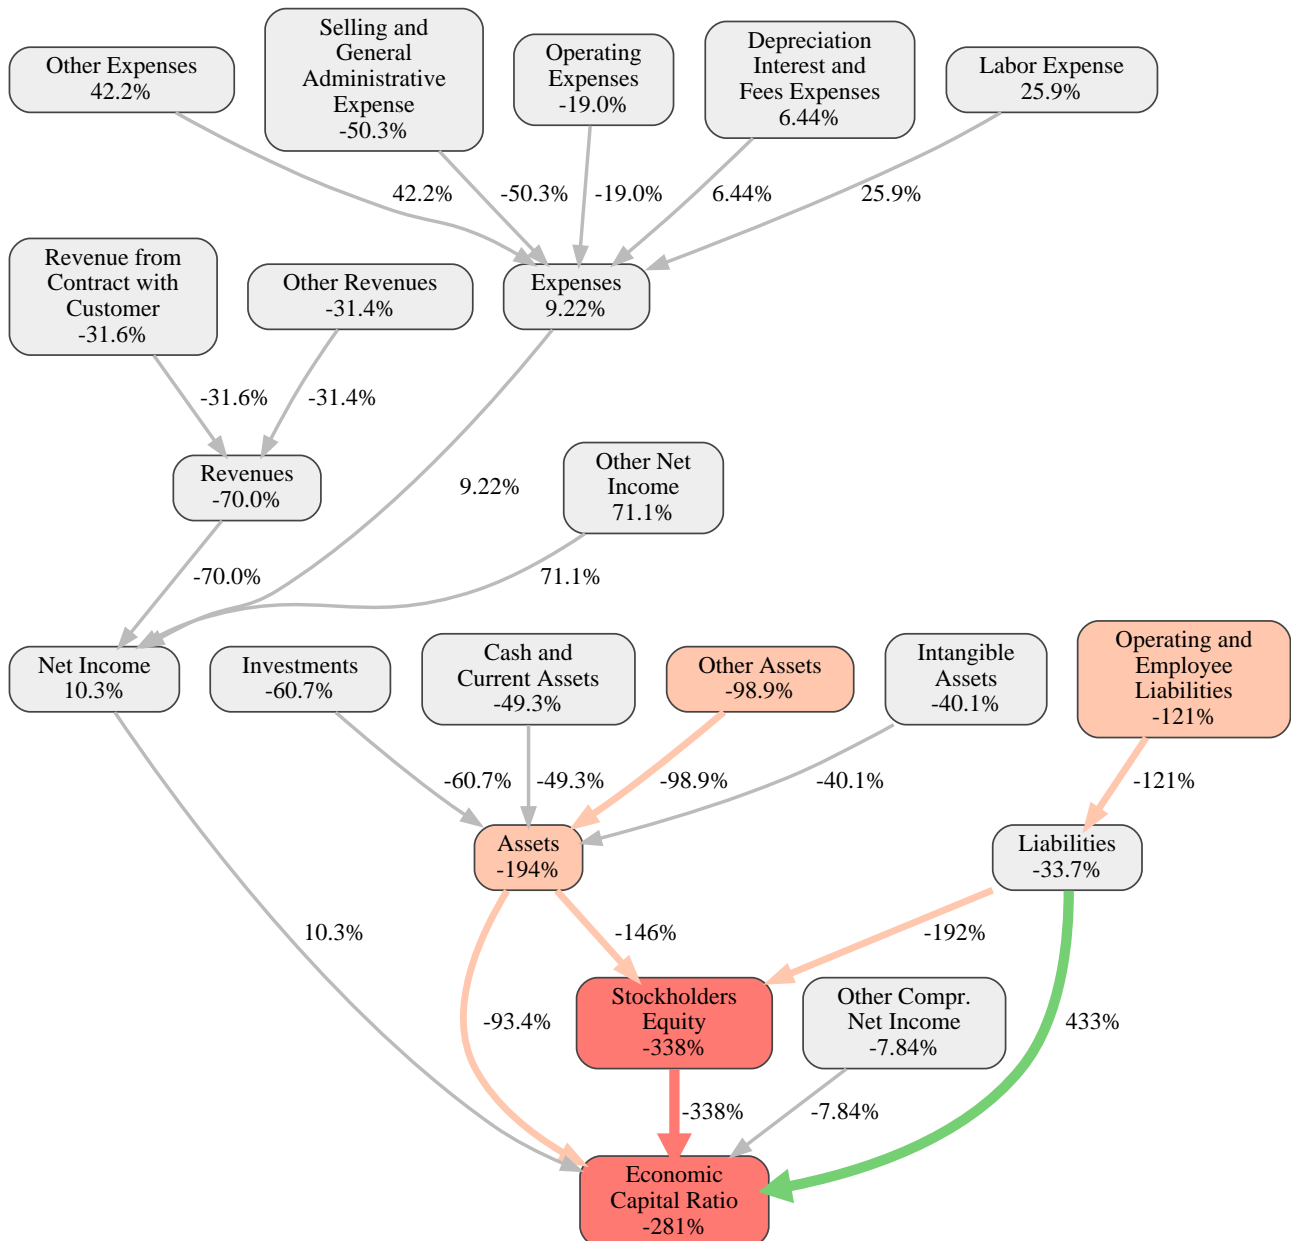 Other Expenses
42.2%
Selling and
General
Administrative
Expense
-50.3%
Operating
Expenses
-19.0%
Depreciation
Interest and
Fees Expenses
6.44%
Labor Expense
25.9%
42.2%
-50.3%
-19.0%
6.44%
25.9%
Revenue from
Contract with
Customer
-31.6%
Other Revenues
-31.4%
Expenses
9.22%
-31.6%
-31.4%
Revenues
-70.0%
9.22%
Other Net
Income
71.1%
-70.0%
71.1%
Net Income
10.3%
Investments
-60.7%
Cash and
Current Assets
-49.3%
Other Assets
-98.9%
Intangible
Assets
-40.1%
Operating and
Employee
Liabilities
-121%
-60.7%
-49.3%
-98.9%
-40.1%
-121%
Assets
-194%
Liabilities
-33.7%
10.3%
-146%
-192%
-93.4%
Stockholders
Equity
-338%
Other Compr.
Net Income
-7.84%
433%
-338%
-7.84%
Economic
Capital Ratio
-281%